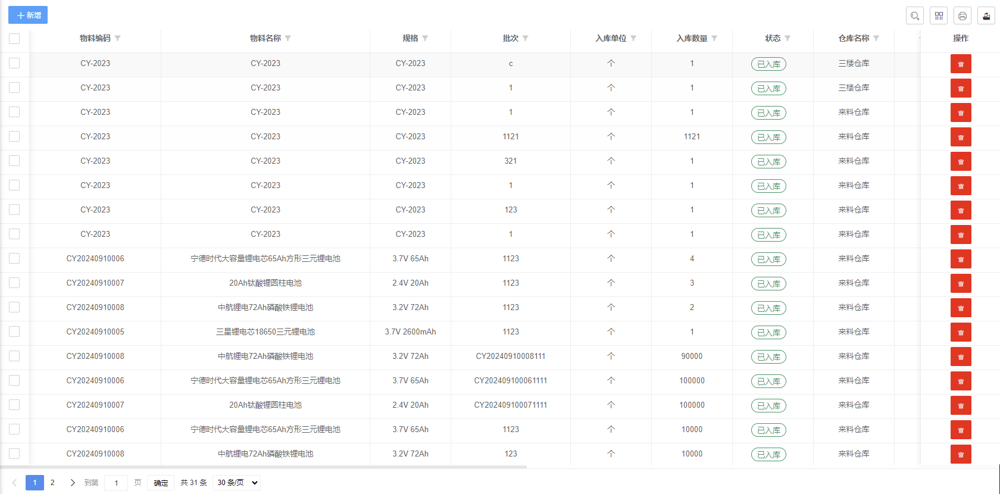 新增
物料编码 物料名称 规格 批次 入库单位 入库数量 状态 仓库名称 操作
CY-2023 CY-2023 CY-2023 c 个 1 已入库 三楼仓库
CY-2023 CY-2023 CY-2023 1 个 1 已入库 三楼仓库
CY-2023 CY-2023 CY-2023 1 个 1 已入库 来料仓库
CY-2023 CY-2023 CY-2023 1121 个 1121 已入库 来料仓库
CY-2023 CY-2023 CY-2023 321 个 1 已入库 来料仓库
CY-2023 CY-2023 CY-2023 1 个 1 已入库 来料仓库
CY-2023 CY-2023 CY-2023 123 个 1 已入库 来料仓库
CY-2023 CY-2023 CY-2023 1 个 1 已入库 来料仓库
CY20240910006 宁德时代大容量锂电芯65Ah方形三元锂电池 3.7V 65Ah 1123 个 4 已入库 来料仓库
CY20240910007 20Ah钛酸锂圆柱电池 2.4V 20Ah 1123 个 3 已入库 来料仓库
CY20240910008 中航锂电72Ah磷酸铁锂电池 3.2V 72Ah 1123 个 2 已入库 来料仓库
CY20240910005 三星锂电芯18650三元锂电池 3.7V 2600mAh 1123 个 1 已入库 来料仓库
CY20240910008 中航锂电72Ah磷酸铁锂电池 3.2V 72Ah CY20240910008111 个 90000 已入库 来料仓库
CY20240910006 宁德时代大容量锂电芯65Ah方形三元锂电池 3.7V 65Ah CY202409100061111 个 100000 已入库 来料仓库
CY20240910007 20Ah钛酸锂圆柱电池 2.4V 20Ah CY202409100071111 个 100000 已入库 来料仓库
CY20240910006 宁德时代大容量锂电芯65Ah方形三元锂电池 3.7V 65Ah 1123 个 10000 已入库 来料仓库
CY20240910008 中航锂电72Ah磷酸铁锂电池 3.2V 72Ah 123 个 10000 已入库 来料仓库
1 2 到第 1 页 确定 共 31 条 30 条/页